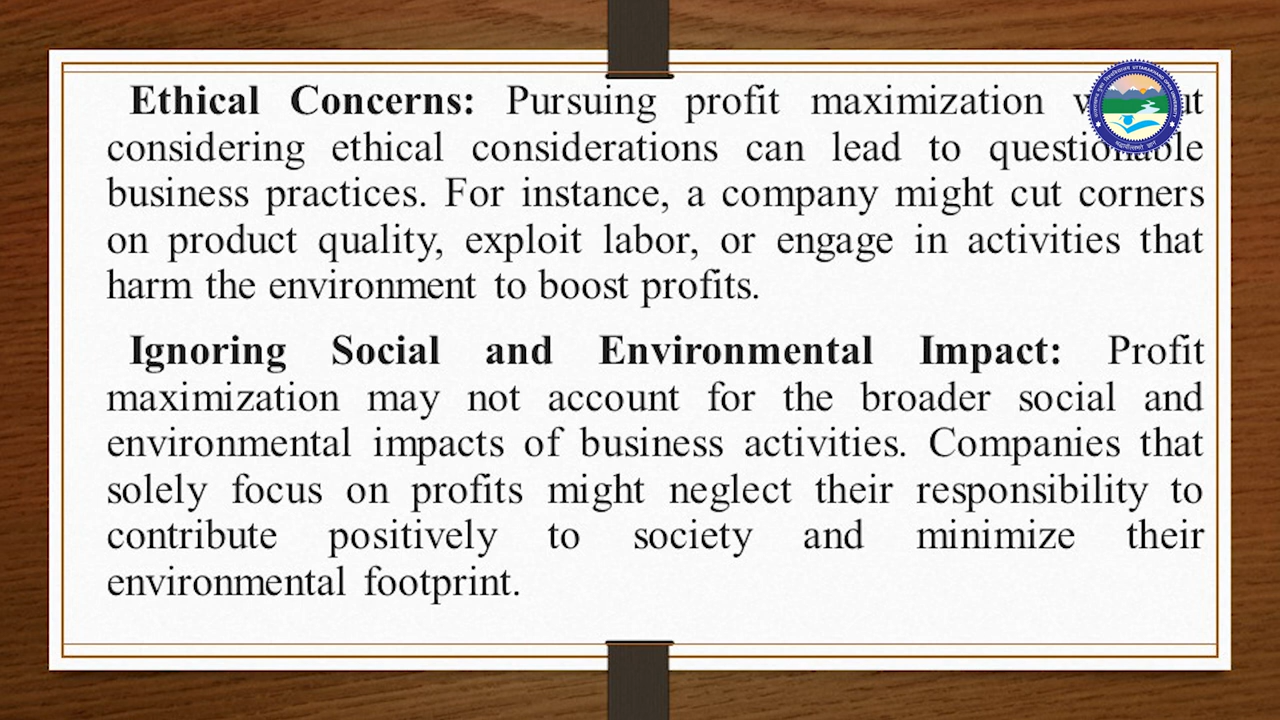 Ethical Concerns: Pursuing profit maximization
considering ethical considerations can lead to questionable
business practices. For instance, a company might cut corners
on product quality, exploit labor, or engage in activities that
harm the environment to boost profits.
Ignoring Social and Environmental Impact: Profit
maximization may not account for the broader social and
environmental impacts of business activities. Companies that
solely focus on profits might neglect their responsibility to
contribute positively to society and minimize their
environmental footprint.